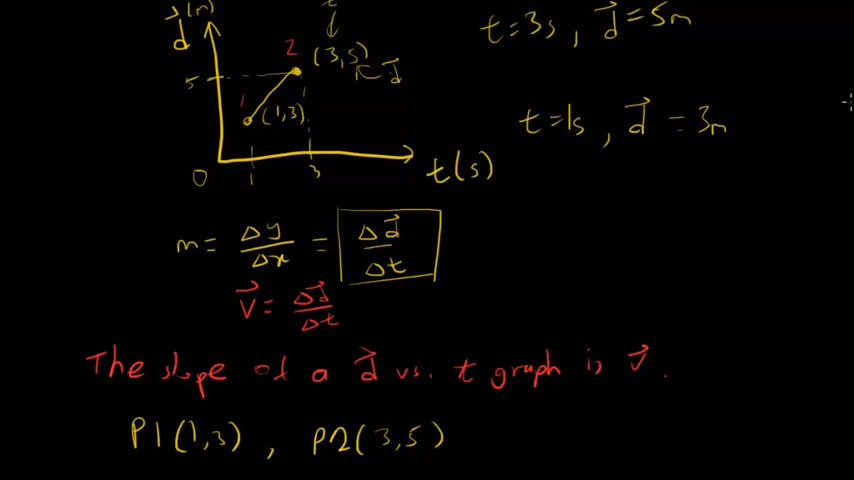 d⃗ (m)
t
t = 3s , d⃗ = 5m
2
(3,5)
5
d⃗
1
(1,3)
t = 1s , d⃗ = 3m
0
1
3
t(s)
m = Δy/Δx = Δd⃗/Δt
V⃗ = Δd⃗/Δt
The slope of a d⃗ vs. t graph is v⃗.
P1(1,3) , P2(3,5)